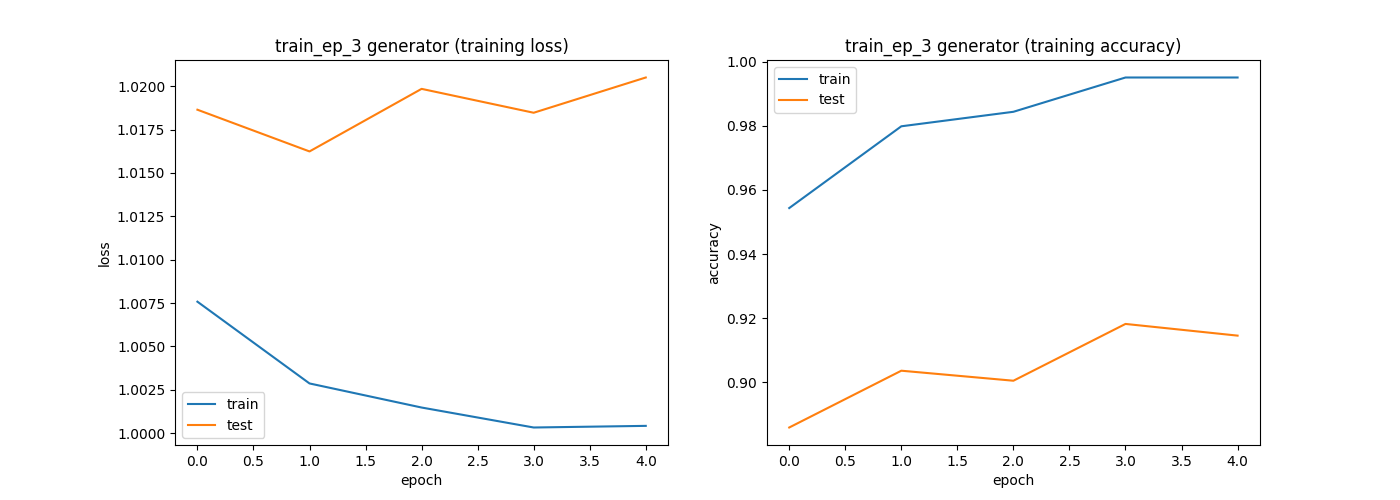 train_ep_3 generator (training loss)
1.0200
1.0175
1.0150
1.0125
1.0100
1.0075
1.0050
1.0025
1.0000
loss
train
test
0.0 0.5 1.0 1.5 2.0 2.5 3.0 3.5 4.0
epoch
train_ep_3 generator (training accuracy)
1.00
0.98
0.96
0.94
0.92
0.90
accuracy
train
test
0.0 0.5 1.0 1.5 2.0 2.5 3.0 3.5 4.0
epoch